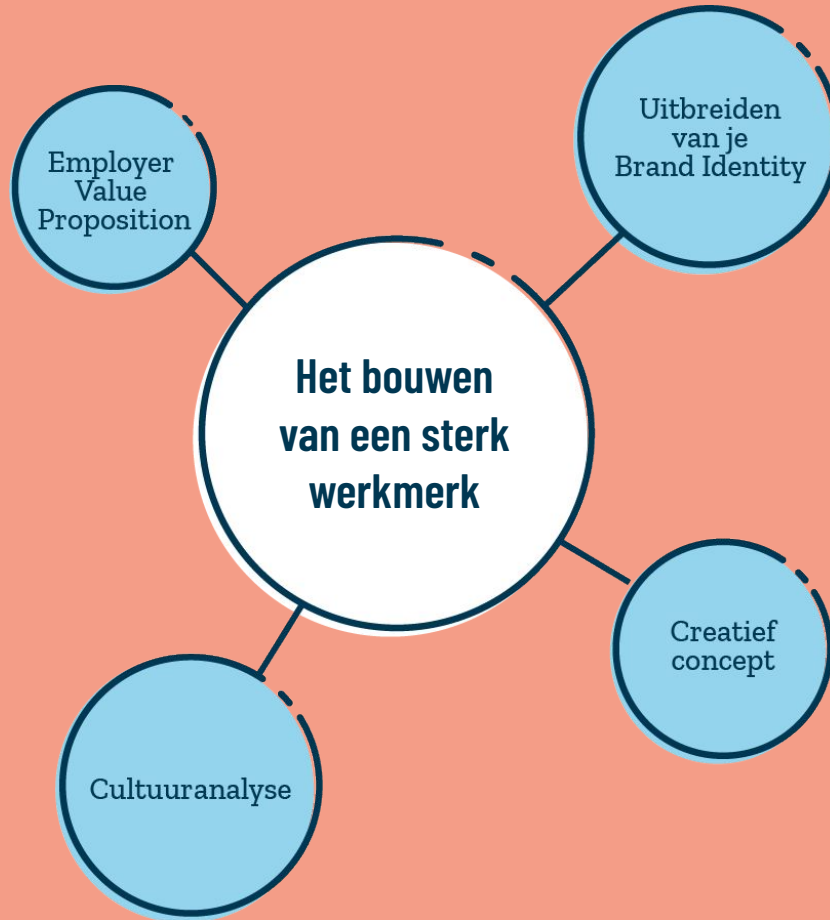 Uitbreiden
van je
Brand Identity
Employer
Value
Proposition
Het bouwen
van een sterk
werkmerk
Creatief
concept
Cultuuranalyse